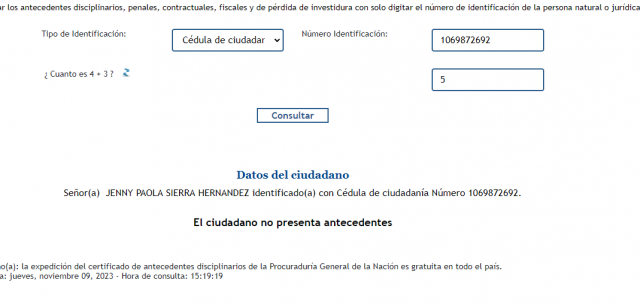 ar los antecedentes disciplinarios, penales, contractuales, fiscales y de pérdida de investidura con solo digitar el número de identificación de la persona natural o jurídica
Tipo de Identificación: Cédula de ciudadar Número Identificación: 1069872692
¿ Cuanto es 4 + 3 ? 5
Consultar
Datos del ciudadano
Señor(a) JENNY PAOLA SIERRA HERNANDEZ identificado(a) con Cédula de ciudadanía Número 1069872692.
El ciudadano no presenta antecedentes
o(a): la expedición del certificado de antecedentes disciplinarios de la Procuraduría General de la Nación es gratuita en todo el país.
a: jueves, noviembre 09, 2023 - Hora de consulta: 15:19:19